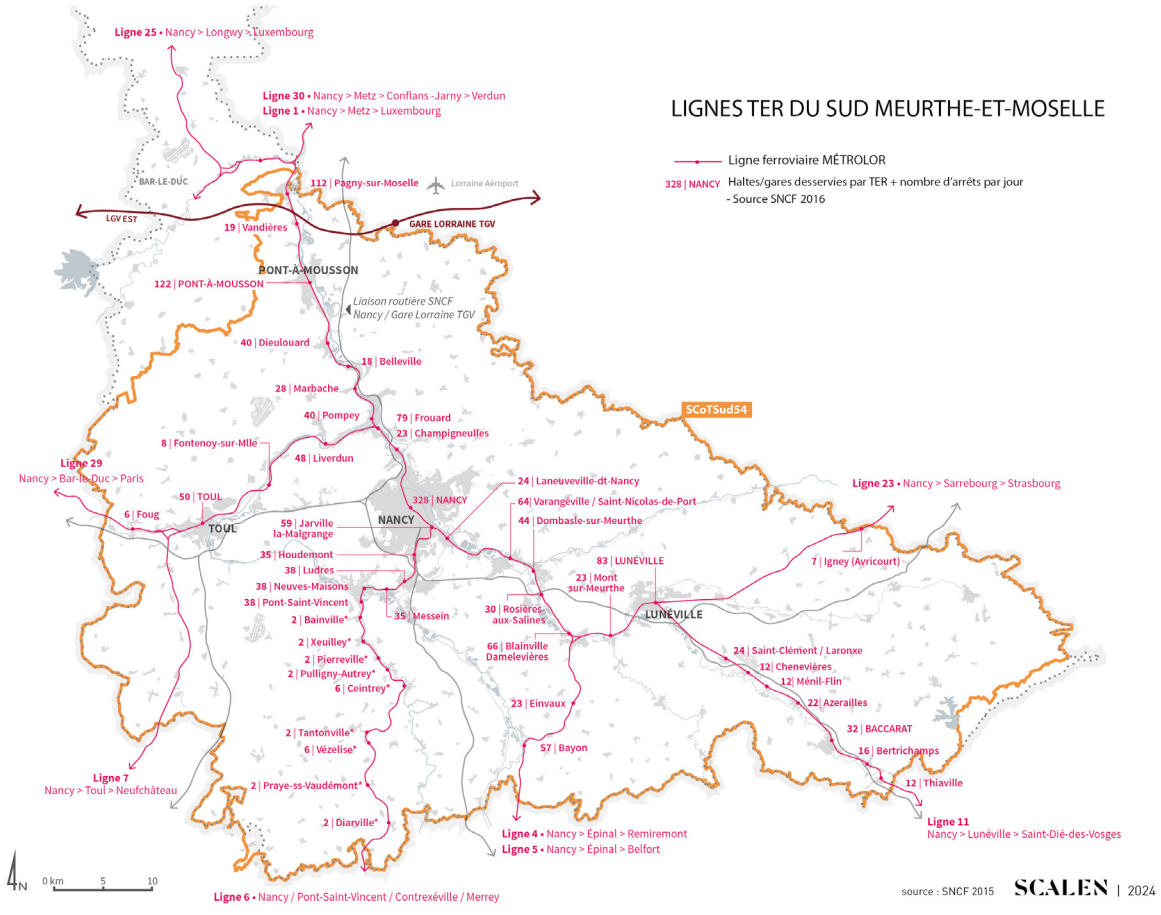 Ligne 25 • Nancy > Longwy > Luxembourg
Ligne 30 • Nancy > Metz > Conflans -Jarny > Verdun
Ligne 1 • Nancy > Metz > Luxembourg
LIGNES TER DU SUD MEURTHE-ET-MOSELLE
Ligne ferroviaire MÉTROLOR
328 | NANCY Haltes/gares desservies par TER + nombre d'arrêts par jour
- Source SNCF 2016
BAR-LE-DUC
112 | Pagny-sur-Moselle
Lorraine Aéroport
LGV EST
GARE LORRAINE TGV
19 | Vandières
PONT-À-MOUSSON
122 | PONT-À-MOUSSON
Liaison routière SNCF
Nancy / Gare Lorraine TGV
40 | Dieulouard
18 | Belleville
28 | Marbache
SCoTSud54
40 | Pompey
79 | Frouard
23 | Champigneulles
8 | Fontenoy-sur-Mlle
48 | Liverdun
Ligne 29
Nancy > Bar-le-Duc > Paris
24 | Laneuveville-dt-Nancy
Ligne 23 • Nancy > Sarrebourg > Strasbourg
50 | TOUL
328 | NANCY
64 | Varangéville / Saint-Nicolas-de-Port
6 | Foug
TOUL
NANCY
44 | Dombasle-sur-Meurthe
59 | Jarville
la-Malgrange
35 | Houdemont
83 | LUNÉVILLE
7 | Igney (Avricourt)
38 | Ludres
23 | Mont
sur-Meurthe
38 | Neuves-Maisons
38 | Pont-Saint-Vincent
35 | Messein
30 | Rosières-
aux-Salines
LUNÉVILLE
2 | Bainville*
2 | Xeuilley*
66 | Blainville
Damelevières
24 | Saint-Clément / Laronxe
2 | Pierreville*
12 | Chenevières
2 | Pulligny-Autrey*
12 | Ménil-Flin
6 | Ceintrey*
23 | Einvaux
22 | Azerailles
2 | Tantonville*
32 | BACCARAT
6 | Vézelise*
57 | Bayon
16 | Bertrichamps
Ligne 7
Nancy > Toul > Neufchâteau
2 | Praye-ss-Vaudémont*
12 | Thiaville
2 | Diarville*
Ligne 4 • Nancy > Épinal > Remiremont
Ligne 5 • Nancy > Épinal > Belfort
Ligne 11
Nancy > Lunéville > Saint-Dié-des-Vosges
N
0 km 5 10
Ligne 6 • Nancy / Pont-Saint-Vincent / Contrexéville / Merrey
source : SNCF 2015 SCALEN | 2024